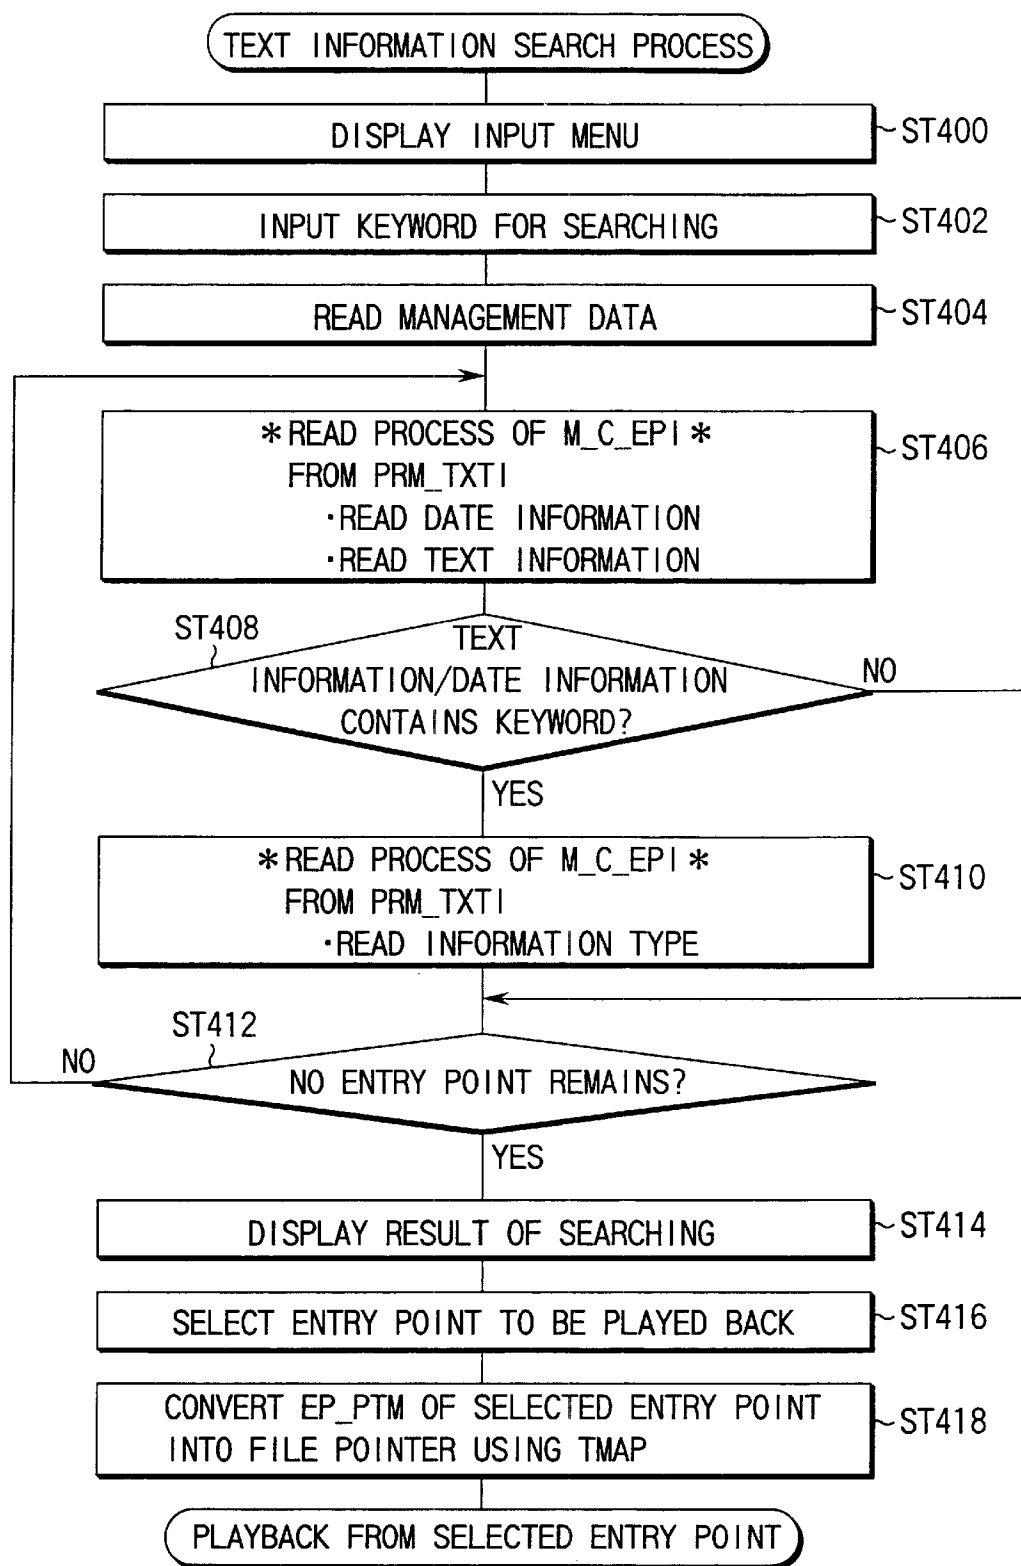 TEXT INFORMATION SEARCH PROCESS
DISPLAY INPUT MENU
ST400
INPUT KEYWORD FOR SEARCHING
ST402
READ MANAGEMENT DATA
ST404
*READ PROCESS OF M_C_EPI*
FROM PRM_TXTI
·READ DATE INFORMATION
·READ TEXT INFORMATION
ST406
ST408
TEXT
INFORMATION/DATE INFORMATION
CONTAINS KEYWORD?
NO
YES
*READ PROCESS OF M_C_EPI*
FROM PRM_TXTI
·READ INFORMATION TYPE
ST410
ST412
NO
NO ENTRY POINT REMAINS?
YES
DISPLAY RESULT OF SEARCHING
ST414
SELECT ENTRY POINT TO BE PLAYED BACK
ST416
CONVERT EP_PTM OF SELECTED ENTRY POINT
INTO FILE POINTER USING TMAP
ST418
PLAYBACK FROM SELECTED ENTRY POINT